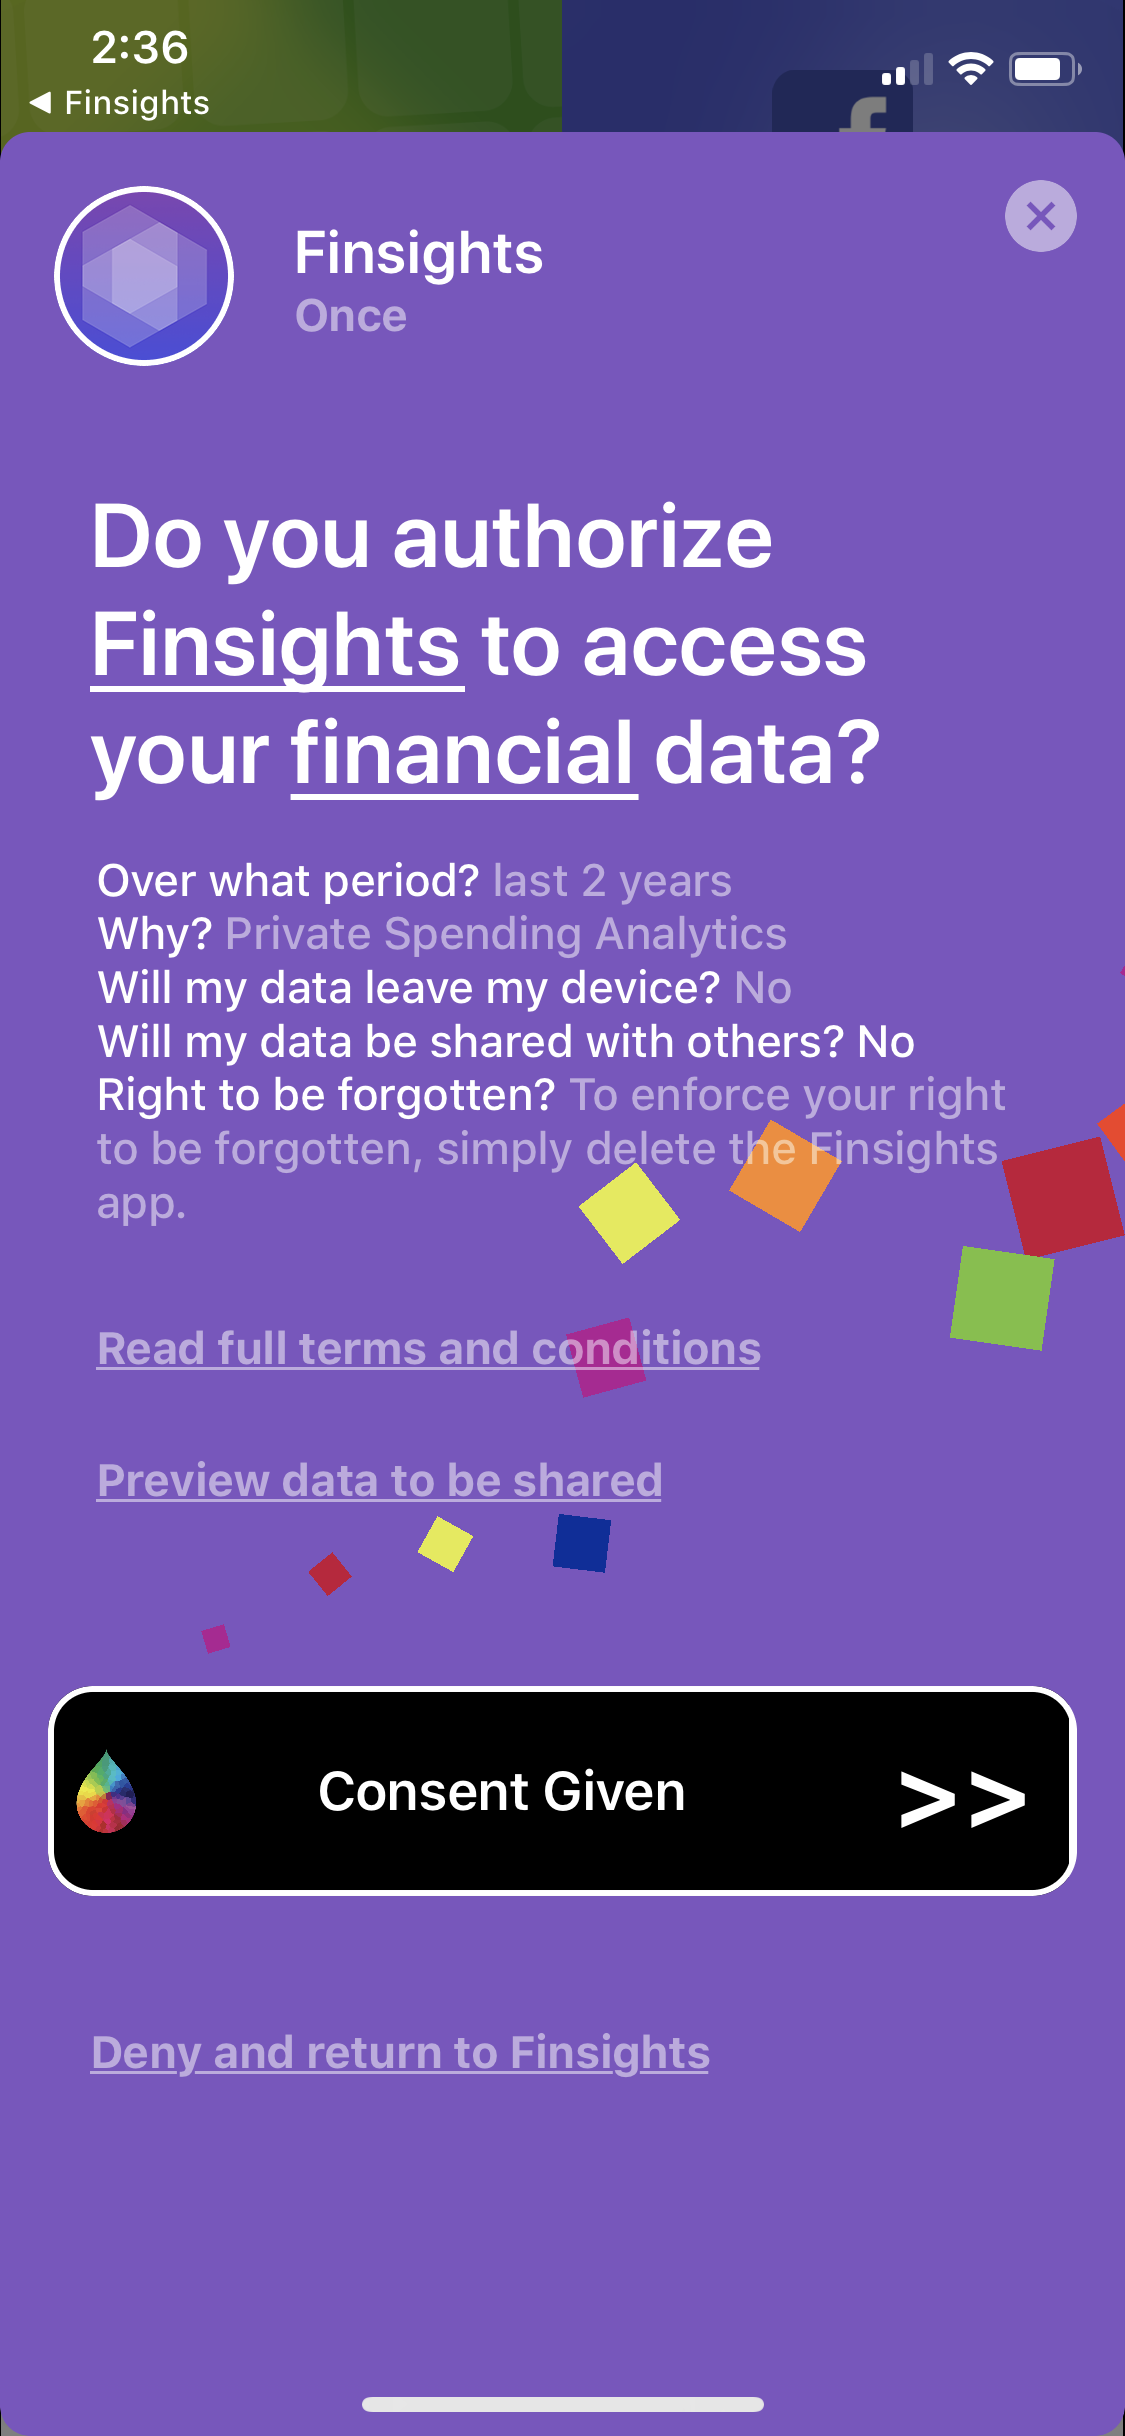 2:36
◀ Finsights
f
Finsights
Once
Do you authorize
Finsights to access
your financial data?
Over what period? last 2 years
Why? Private Spending Analytics
Will my data leave my device? No
Will my data be shared with others? No
Right to be forgotten? To enforce your right
to be forgotten, simply delete the Finsights
app.
Read full terms and conditions
Preview data to be shared
Consent Given >>
Deny and return to Finsights